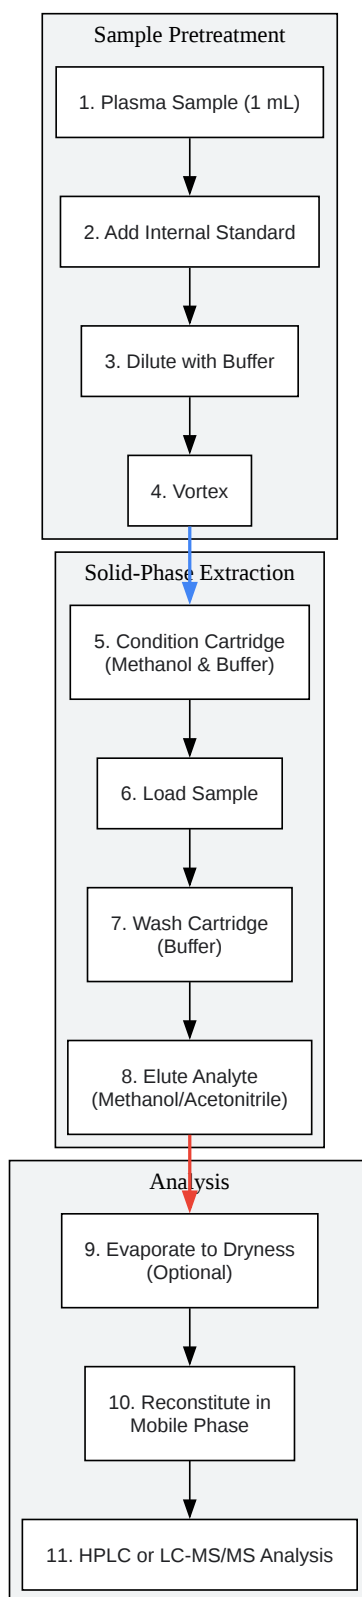 Sample Pretreatment
1. Plasma Sample (1 mL)
2. Add Internal Standard
3. Dilute with Buffer
4. Vortex
Solid-Phase Extraction
5. Condition Cartridge
(Methanol & Buffer)
6. Load Sample
7. Wash Cartridge
(Buffer)
8. Elute Analyte
(Methanol/Acetonitrile)
Analysis
9. Evaporate to Dryness
(Optional)
10. Reconstitute in
Mobile Phase
11. HPLC or LC-MS/MS Analysis